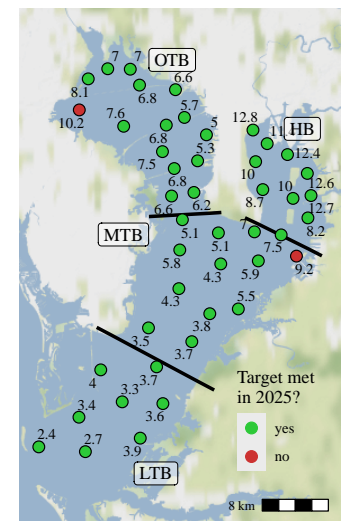 7 7 OTB
8.1 6.8 6.6
10.2 7.6 5.7
6.8 5 12.8 HB
11
7.5 5.3 12.4
6.8 10
6.6 6.2 8.7 10 12.6
12.7
MTB 5.1 5.1 7 7.5 8.2
5.8 4.3 5.9 9.2
4.3
5.5
3.8
3.5 3.7
4 3.7 Target met
3.3 in 2025?
3.4 3.6 yes
2.4 2.7 3.9 no
LTB
8 km